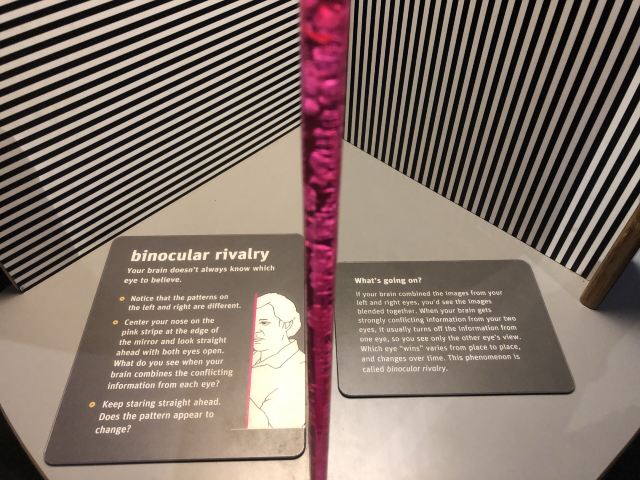 binocular rivalry
Your brain doesn't always know which
eye to believe.
Notice that the patterns on
the left and right are different.
Center your nose on the
pink stripe at the edge of
the mirror and look straight
ahead with both eyes open.
What do you see when your
brain combines the conflicting
information from each eye?
Keep staring straight ahead.
Does the pattern appear to
change?
What's going on?
If your brain combined the images from your
left and right eyes, you'd see the images
blended together. When your brain gets
strongly conflicting information from your two
eyes, it usually turns off the information from
one eye, so you see only the other eye's view.
Which eye "wins" varies from place to place,
and changes over time. This phenomenon is
called binocular rivalry.